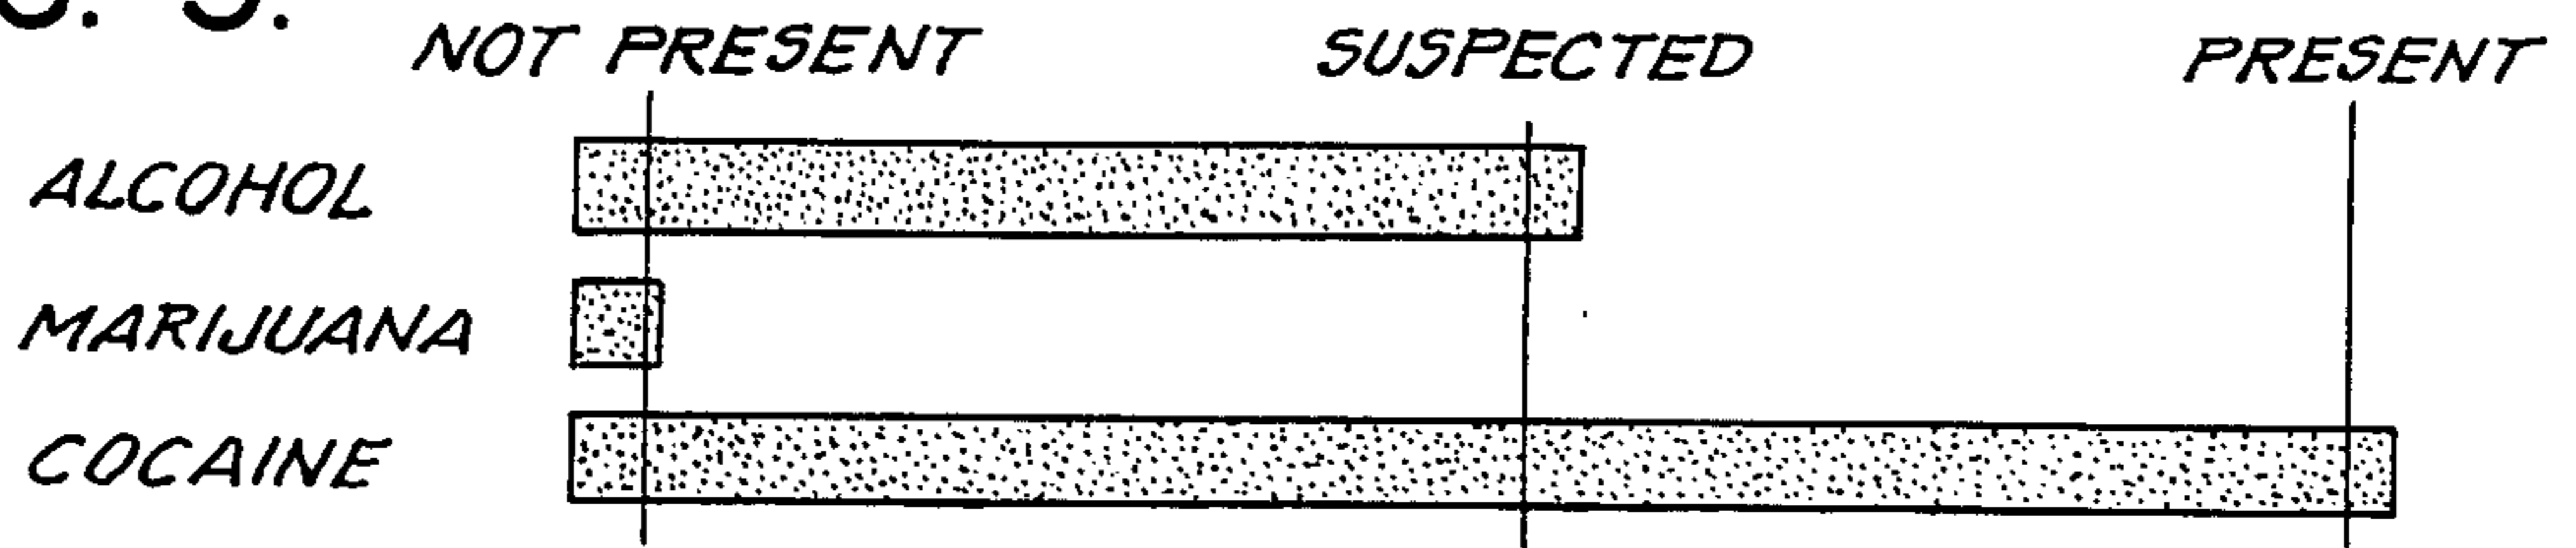 NOT PRESENT SUSPECTED PRESENT
ALCOHOL
MARIJUANA
COCAINE